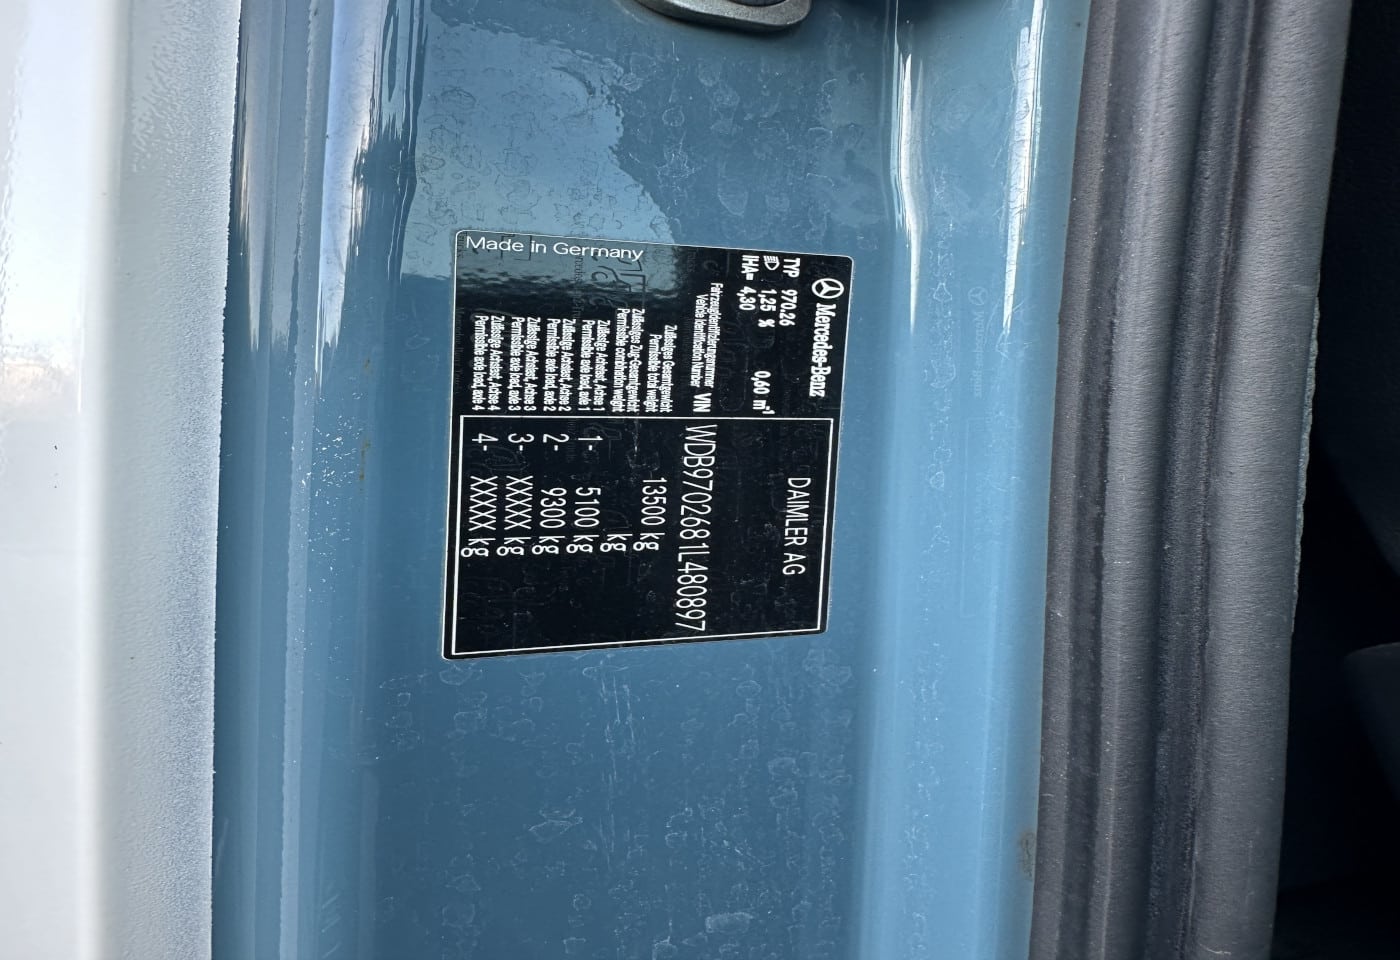 Mercedes-Benz
TYP 970.26
1,25 % 0,60 m⁻¹
IHA= 4,30
DAIMLER AG
Fahrzeugidentifizierungsnummer
Vehicle Identification Number VIN WDB9702681L480897
Zulässiges Gesamtgewicht
Permissible total weight 13500 kg
Zulässiges Zug-Gesamtgewicht
Permissible combination weight kg
Zulässige Achslast, Achse 1
Permissible axle load, axle 1 1- 5100 kg
Zulässige Achslast, Achse 2
Permissible axle load, axle 2 2- 9300 kg
Zulässige Achslast, Achse 3
Permissible axle load, axle 3 3- XXXXX kg
Zulässige Achslast, Achse 4
Permissible axle load, axle 4 4- XXXXX kg
Made in Germany